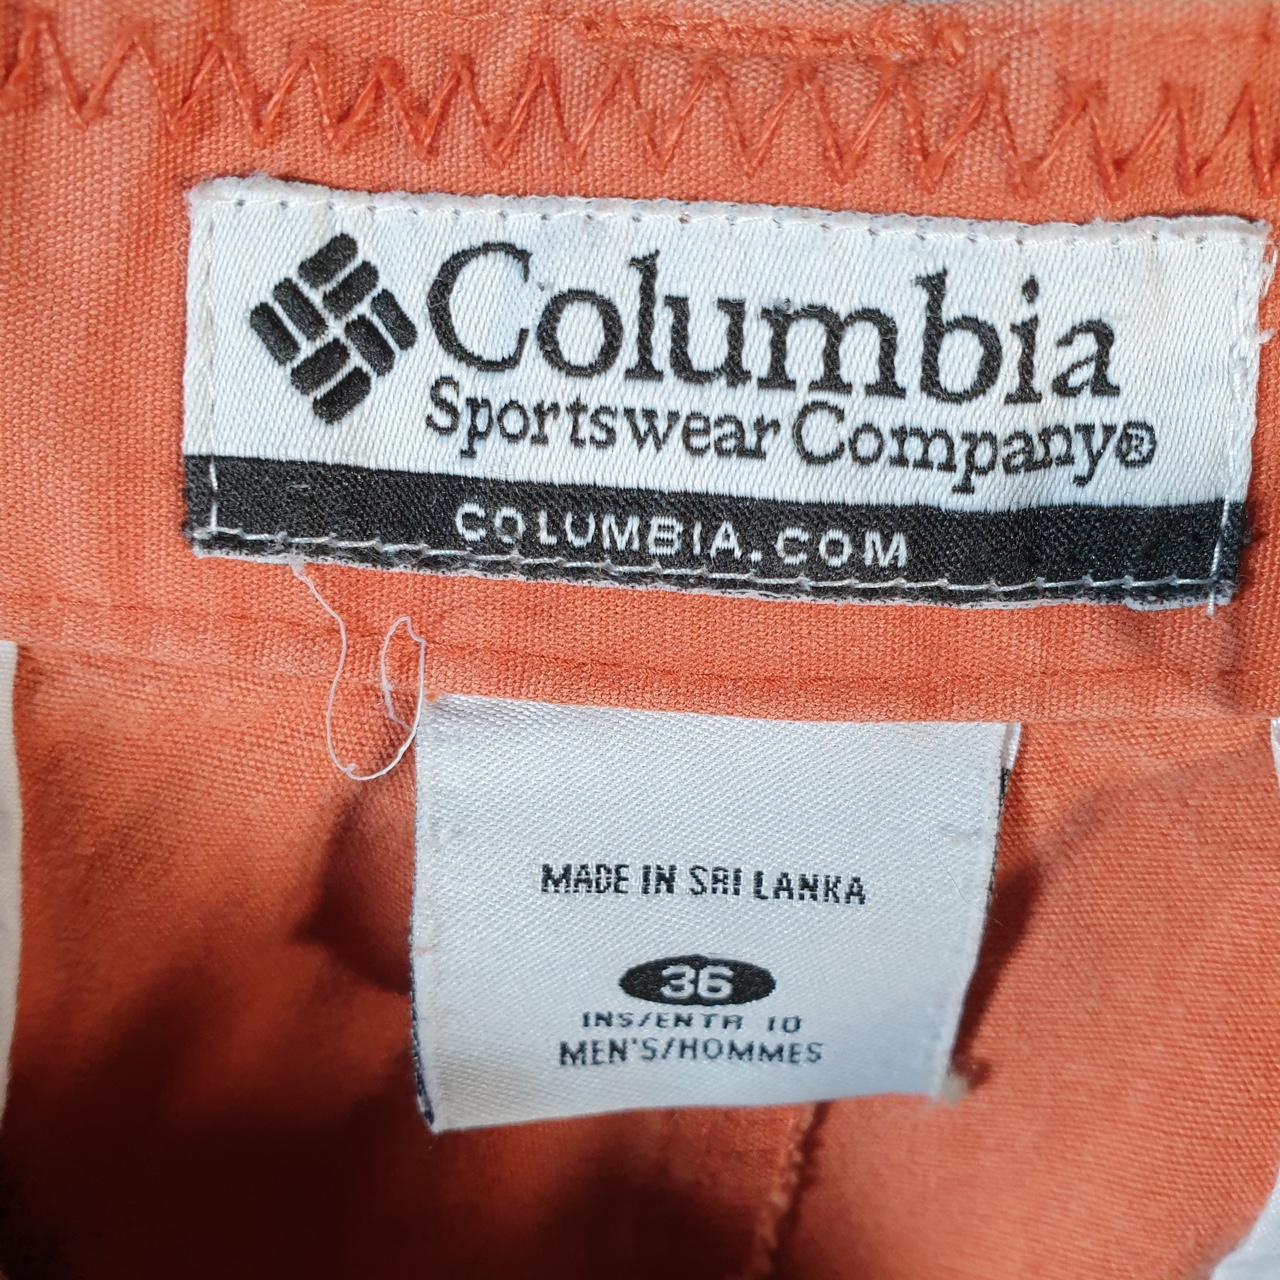 Columbia
Sportswear Company®
COLUMBIA.COM
MADE IN SRI LANKA
36
INS/ENTR 10
MEN'S/HOMMES